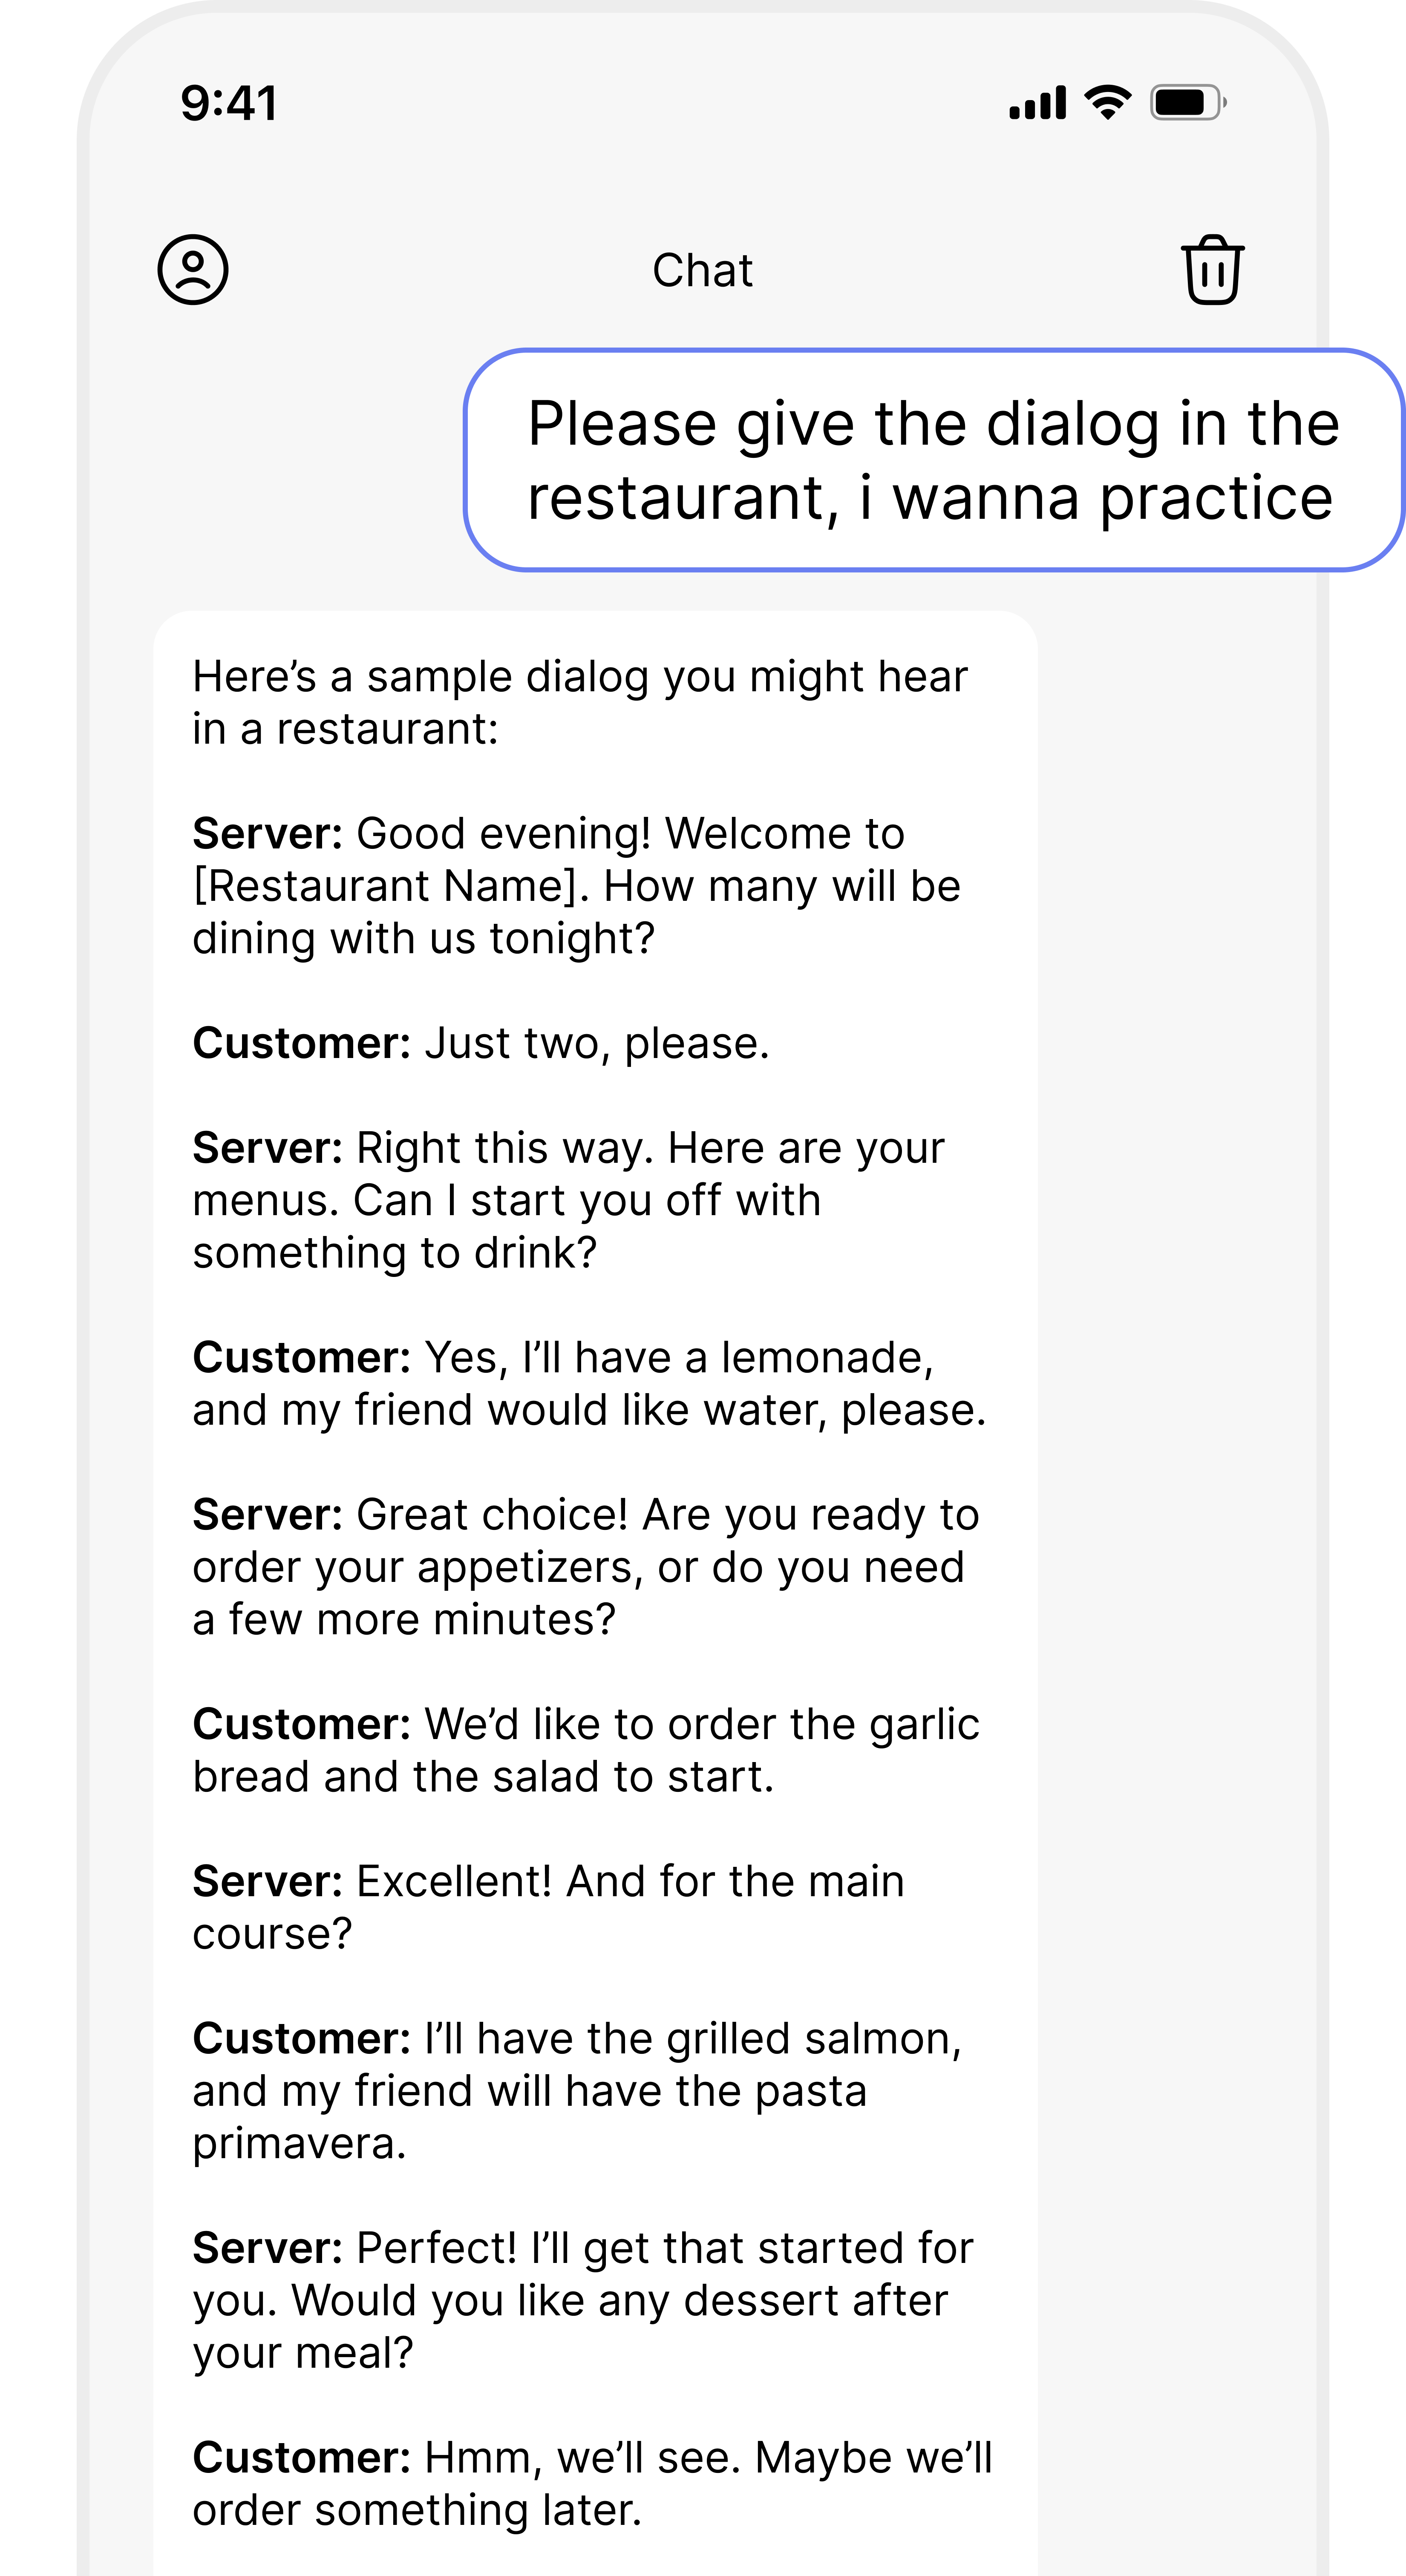 9:41
Chat
Please give the dialog in the
restaurant, i wanna practice
Here’s a sample dialog you might hear
in a restaurant:
Server: Good evening! Welcome to
[Restaurant Name]. How many will be
dining with us tonight?
Customer: Just two, please.
Server: Right this way. Here are your
menus. Can I start you off with
something to drink?
Customer: Yes, I’ll have a lemonade,
and my friend would like water, please.
Server: Great choice! Are you ready to
order your appetizers, or do you need
a few more minutes?
Customer: We’d like to order the garlic
bread and the salad to start.
Server: Excellent! And for the main
course?
Customer: I’ll have the grilled salmon,
and my friend will have the pasta
primavera.
Server: Perfect! I’ll get that started for
you. Would you like any dessert after
your meal?
Customer: Hmm, we’ll see. Maybe we’ll
order something later.